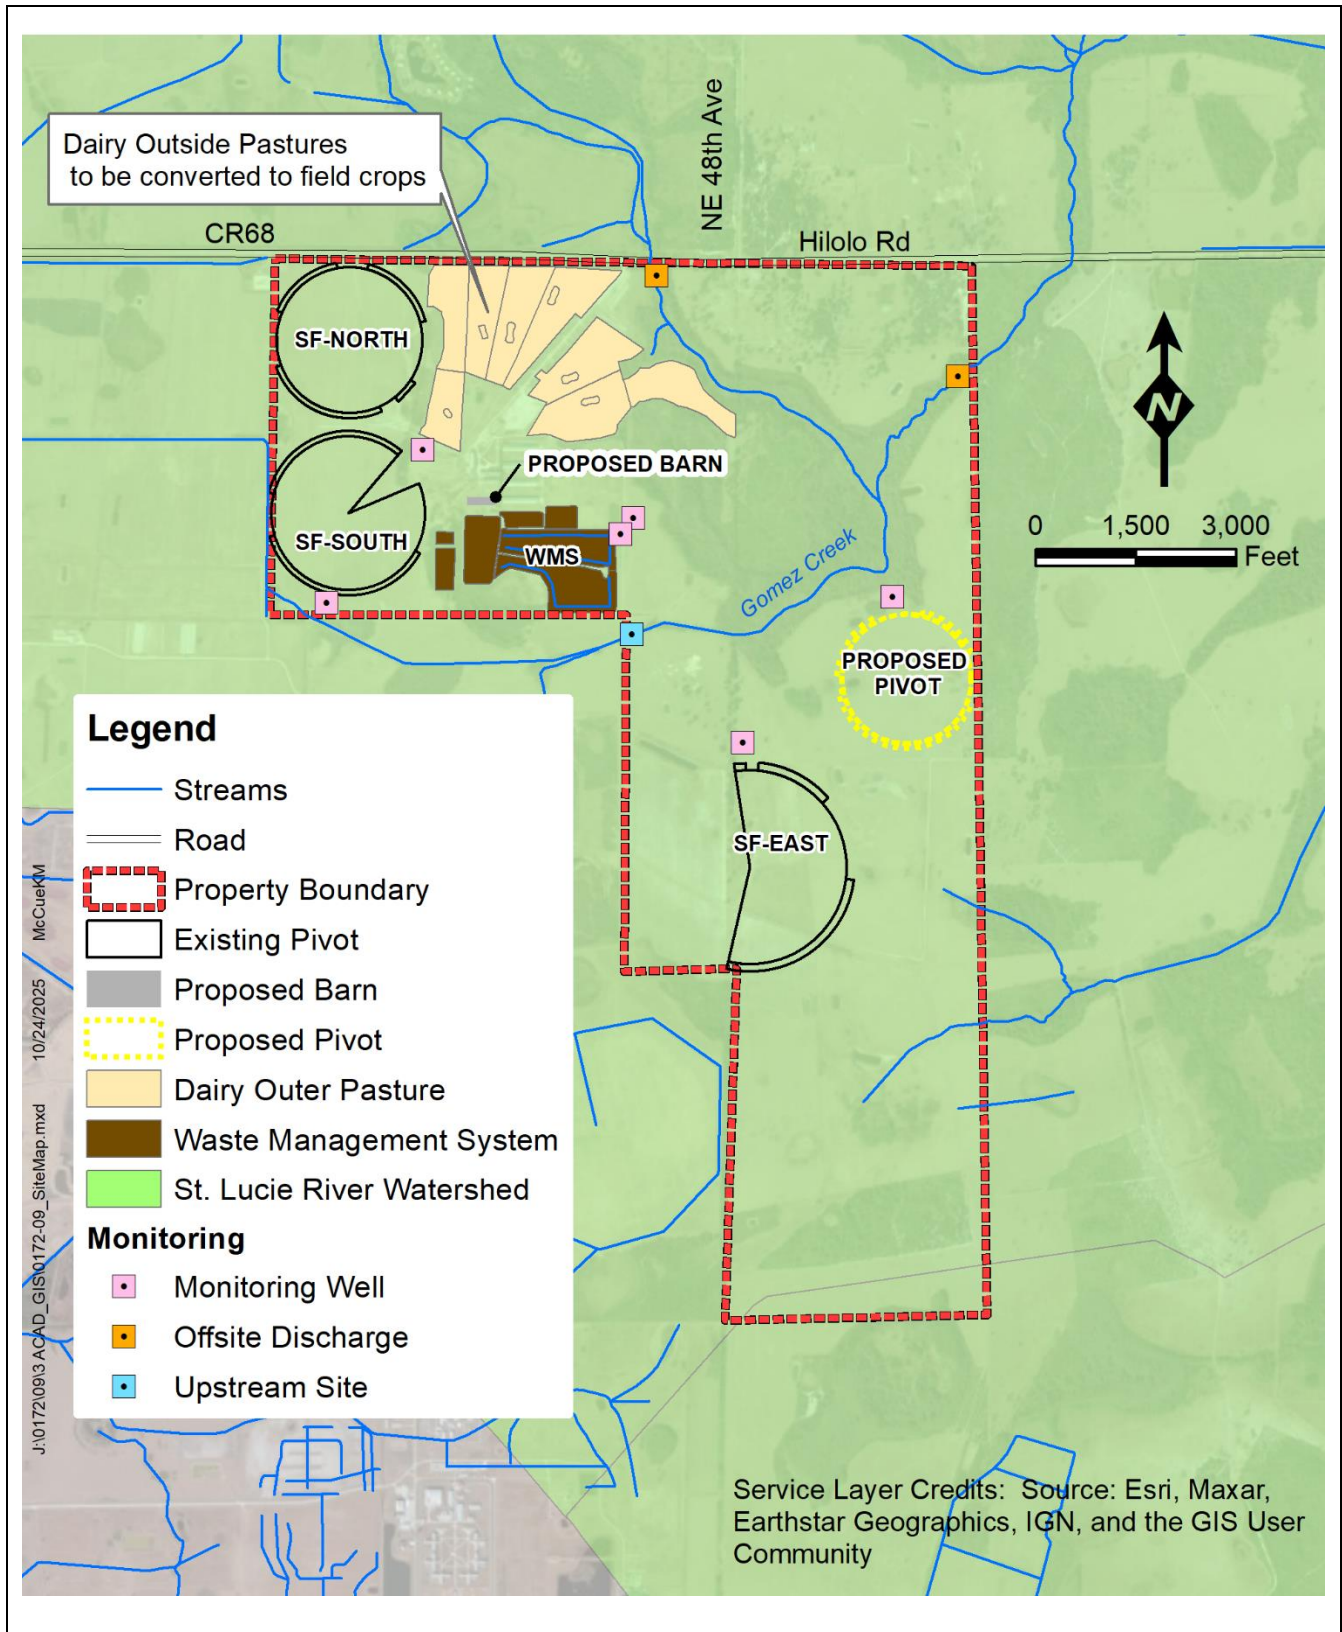 Dairy Outside Pastures
to be converted to field crops
NE 48th Ave
CR68
Hilolo Rd
SF-NORTH
N
PROPOSED BARN
0 1,500 3,000
Feet
SF-SOUTH
WMS
Gomez Creek
PROPOSED
PIVOT
SF-EAST
Legend
Streams
Road
Property Boundary
Existing Pivot
Proposed Barn
Proposed Pivot
Dairy Outer Pasture
Waste Management System
St. Lucie River Watershed
Monitoring
Monitoring Well
Offsite Discharge
Upstream Site
J:\0172\09\3 ACAD_GIS\0172-09_SiteMap.mxd 10/24/2025 McCueKM
Service Layer Credits: Source: Esri, Maxar,
Earthstar Geographics, IGN, and the GIS User
Community